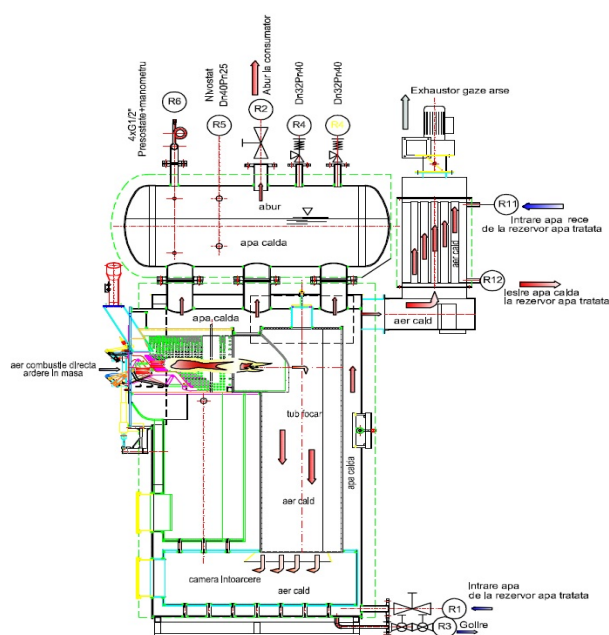 4xG1/2"
Presostate+manometru
R6
Nivostat
Dn40Pn25
R5
Abur la consumator
R2
Dn32Pn40
R4
Dn32Pn40
Exhaustor gaze arse
abur
apa calda
aer cald
R11
Intrare apa rece
de la rezervor apa tratata
R12
Iesire apa calda
la rezervor apa tratata
aer cald
apa calda
aer combustie directa
ardere in masa
tub focar
apa calda
aer cald
camera Intoarcere
aer cald
Intrare apa
de la rezervor apa tratata
R1
R3
Golire